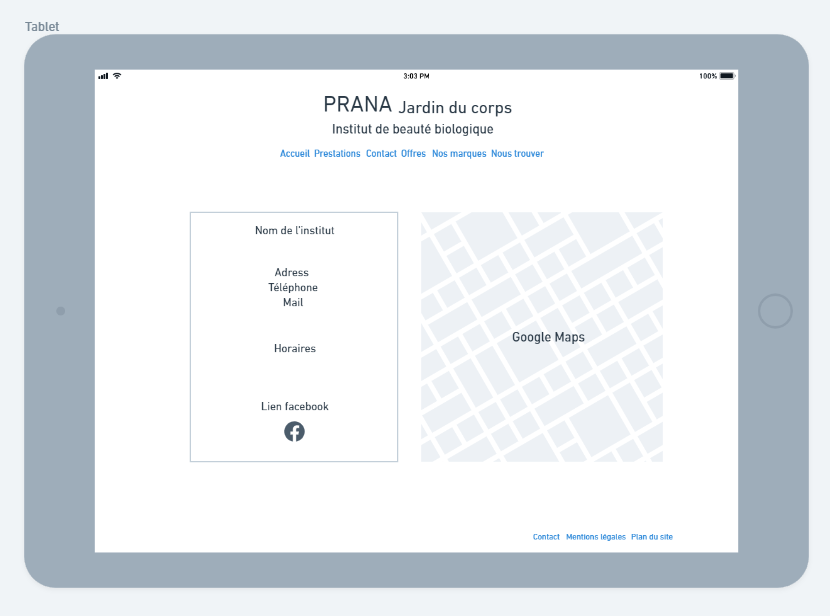 Tablet
3:03 PM
100%
PRANA Jardin du corps
Institut de beauté biologique
Accueil Prestations Contact Offres Nos marques Nous trouver
Nom de l'institut
Adress
Téléphone
Mail
Horaires
Lien facebook
Google Maps
Contact Mentions légales Plan du site